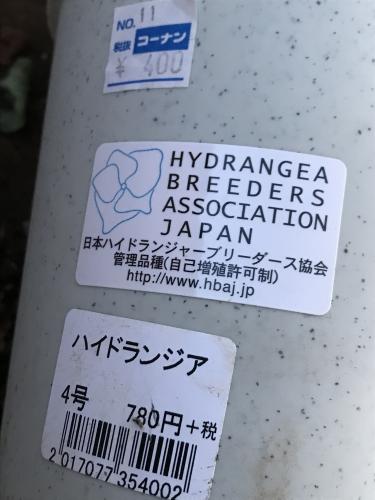 NO. 11
税抜 コーナン
¥ 400
HYDRANGEA
BREEDERS
ASSOCIATION
JAPAN
日本ハイドランジャーブリーダース協会
管理品種(自己増殖許可制)
http://www.hbaj.jp
ハイドランジア
4号 780円+税
2 017077 354002